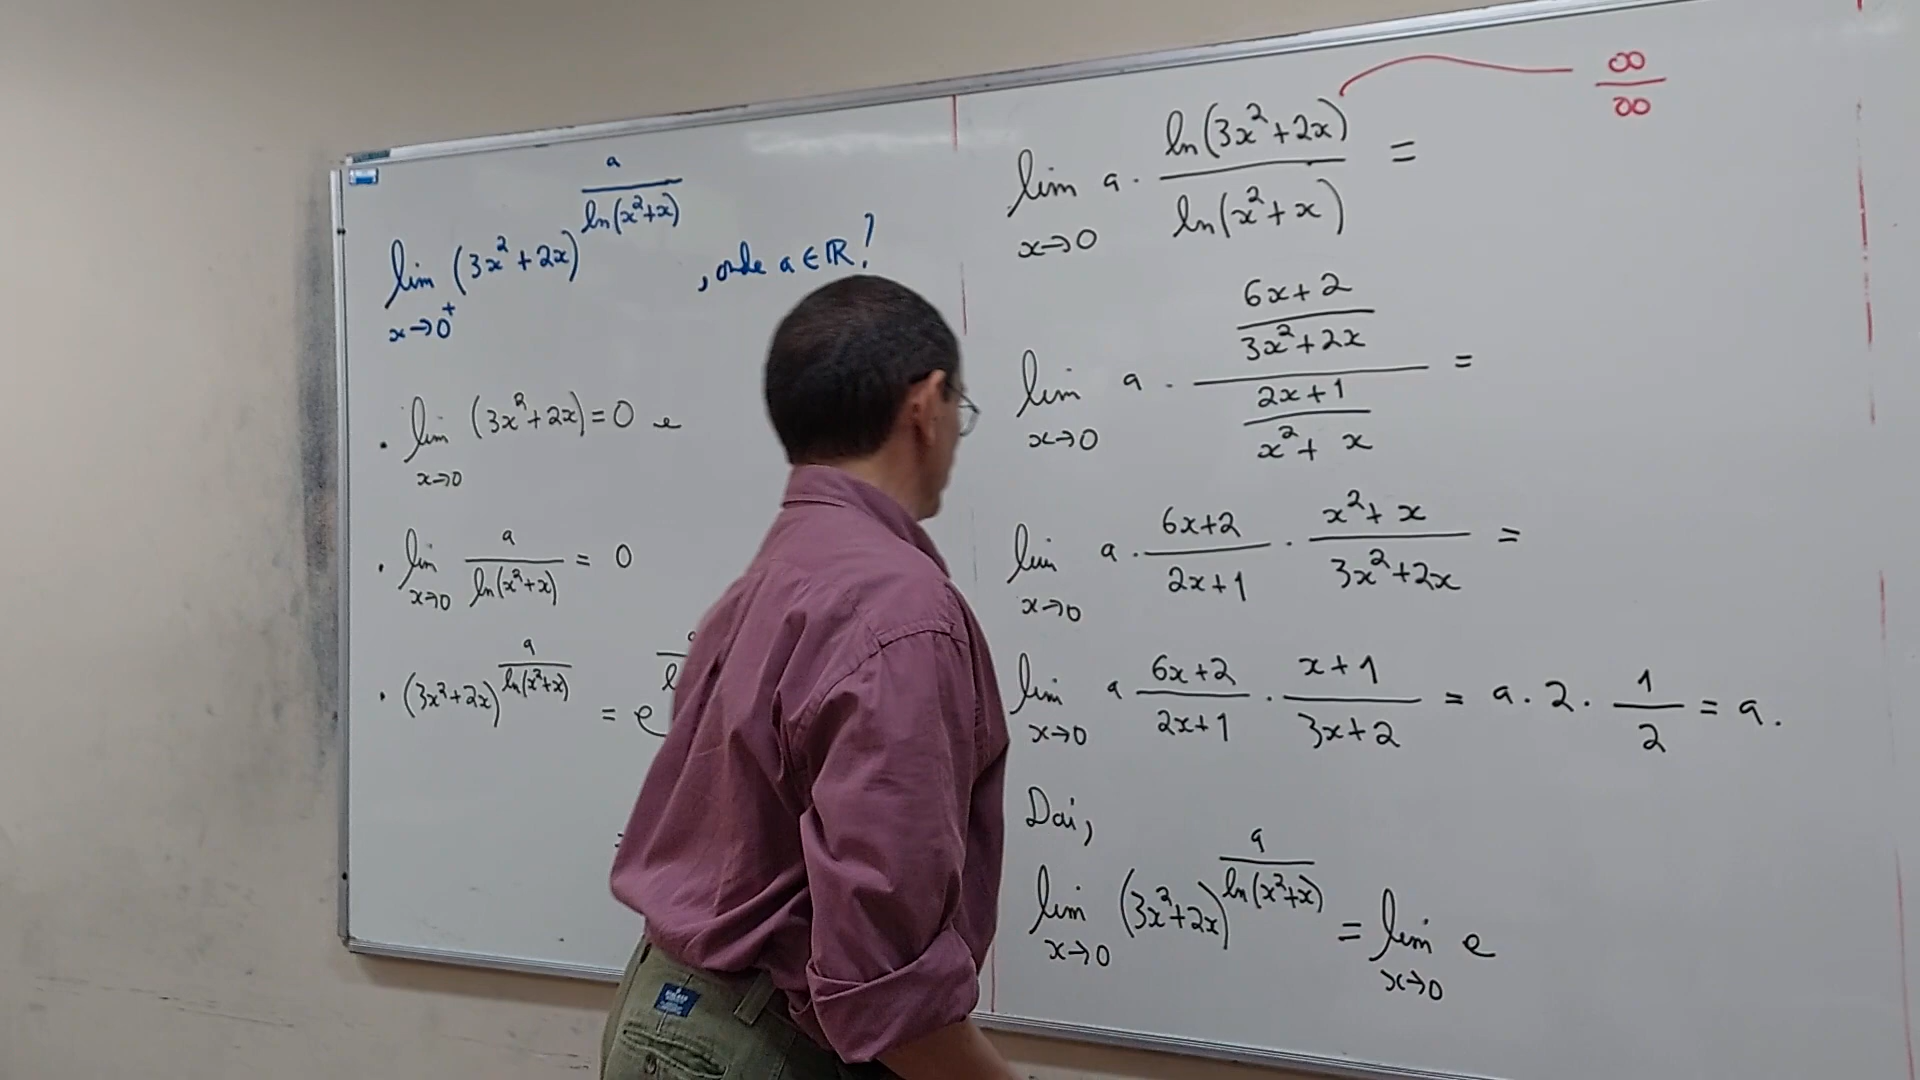 lim x→0⁺ (3x²+2x)^(a/ln(x²+x)) , onde a ∈ ℝ?
• lim x→0 (3x²+2x) = 0 e
• lim x→0 a/ln(x²+x) = 0
• (3x²+2x)^(a/ln(x²+x)) = e
=
∞/∞
lim x→0 a · ln(3x²+2x)/ln(x²+x) =
lim x→0 a · ((6x+2)/(3x²+2x))/((2x+1)/(x²+x)) =
lim x→0 a · (6x+2)/(2x+1) · (x²+x)/(3x²+2x) =
lim x→0 a (6x+2)/(2x+1) · (x+1)/(3x+2) = a · 2 · 1/2 = a.
Dai,
lim x→0 (3x²+2x)^(a/ln(x²+x)) = lim x→0 e